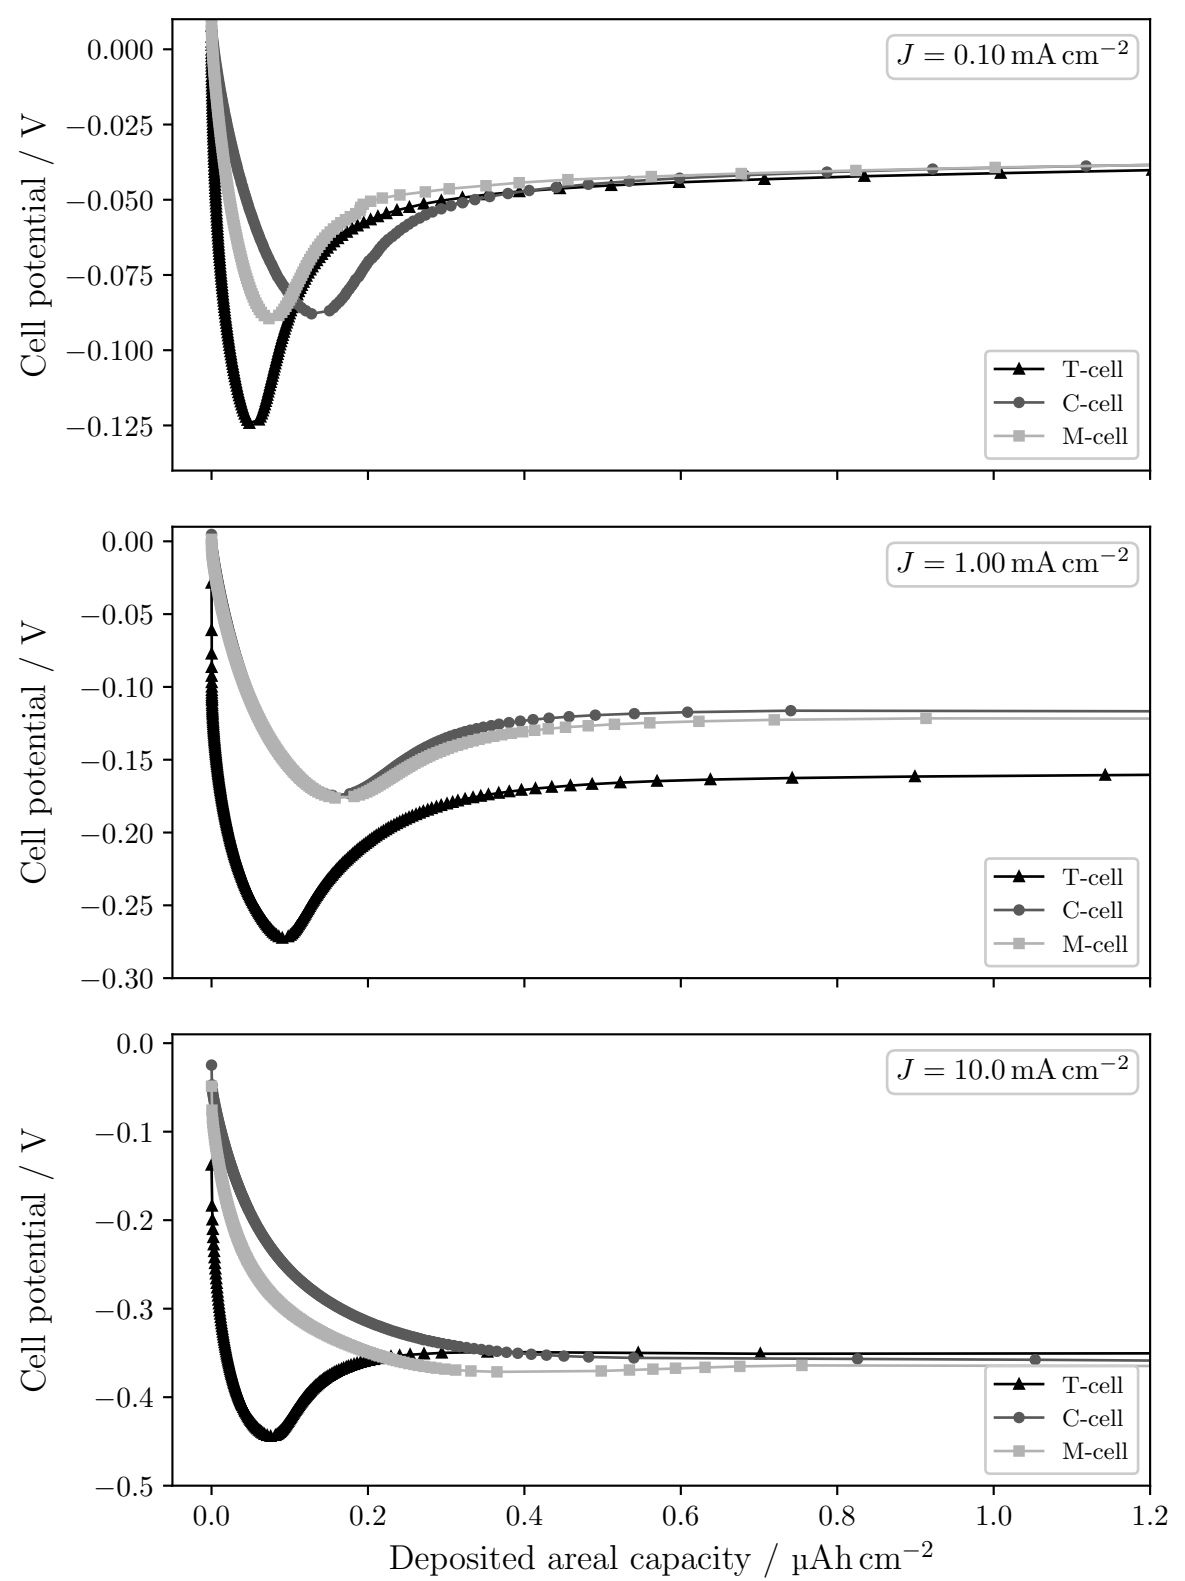 J = 0.10 mA cm⁻²
0.000
−0.025
−0.050
−0.075
−0.100
−0.125
Cell potential / V
T-cell
C-cell
M-cell
J = 1.00 mA cm⁻²
0.00
−0.05
−0.10
−0.15
−0.20
−0.25
−0.30
Cell potential / V
T-cell
C-cell
M-cell
J = 10.0 mA cm⁻²
0.0
−0.1
−0.2
−0.3
−0.4
−0.5
Cell potential / V
T-cell
C-cell
M-cell
0.0 0.2 0.4 0.6 0.8 1.0 1.2
Deposited areal capacity / µAh cm⁻²